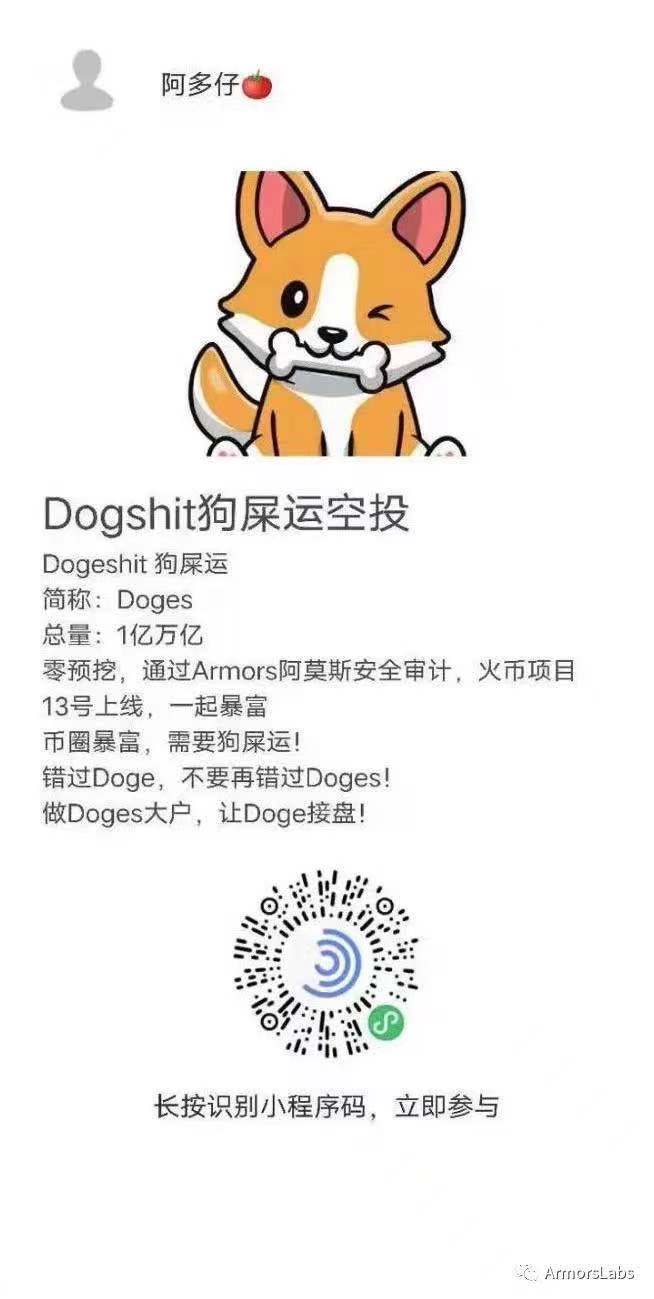 阿多仔🍅
Dogshit狗屎运空投
Dogeshit 狗屎运
简称：Doges
总量：1亿万亿
零预挖，通过Armors阿莫斯安全审计，火币项目
13号上线，一起暴富
币圈暴富，需要狗屎运！
错过Doge，不要再错过Doges！
做Doges大户，让Doge接盘！
长按识别小程序码，立即参与
ArmorsLabs